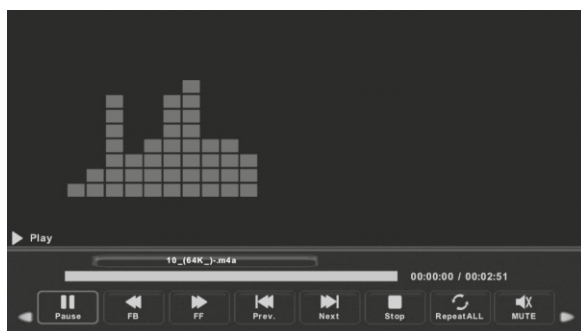 Play
10_(64K_)-.m4a
00:00:00 / 00:02:51
Pause FB FF Prev. Next Stop RepeatALL MUTE